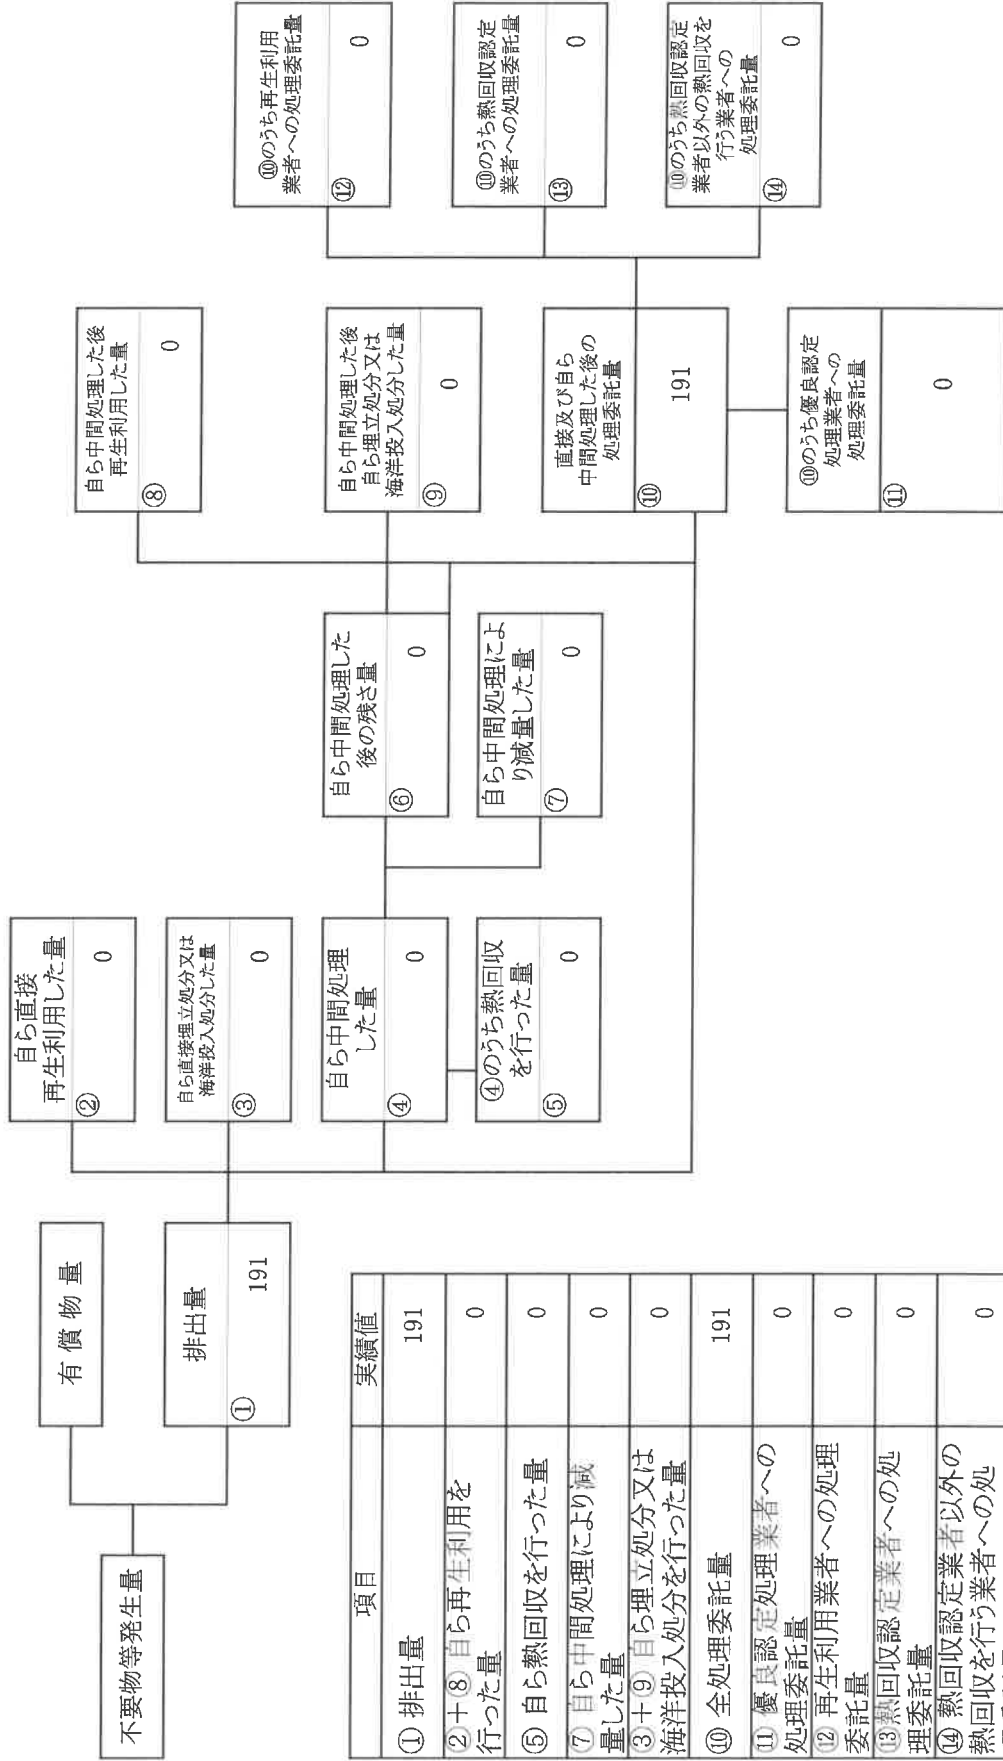 不要物等発生量
有償物量
排出量
①
191
自ら直接
再生利用した量
②
0
自ら直接埋立処分又は
海洋投入処分した量
③
0
自ら中間処理
した量
④
0
④のうち熱回収
を行った量
⑤
0
自ら中間処理した
後の残さ量
⑥
0
自ら中間処理によ
り減量した量
⑦
0
自ら中間処理した後
再生利用した量
⑧
0
自ら中間処理した後
自ら埋立処分又は
海洋投入処分した量
⑨
0
直接及び自ら
中間処理した後の
処理委託量
⑩
191
⑩のうち優良認定
処理業者への
処理委託量
⑪
0
⑩のうち再生利用
業者への処理委託量
⑫
0
⑩のうち熱回収認定
業者への処理委託量
⑬
0
⑩のうち熱回収認定
業者以外の熱回収を
行う業者への
処理委託量
⑭
0
項目 実績値
① 排出量 191
②+⑧ 自ら再生利用を
行った量 0
⑤ 自ら熱回収を行った量 0
⑦ 自ら中間処理により減
量した量 0
③+⑨ 自ら埋立処分又は
海洋投入処分を行った量 0
⑩ 全処理委託量 191
⑪ 優良認定処理業者への
処理委託量 0
⑫ 再生利用業者への処理
委託量 0
⑬熱回収認定業者への処
理委託量 0
⑭ 熱回収認定業者以外の
熱回収を行う業者への処 0